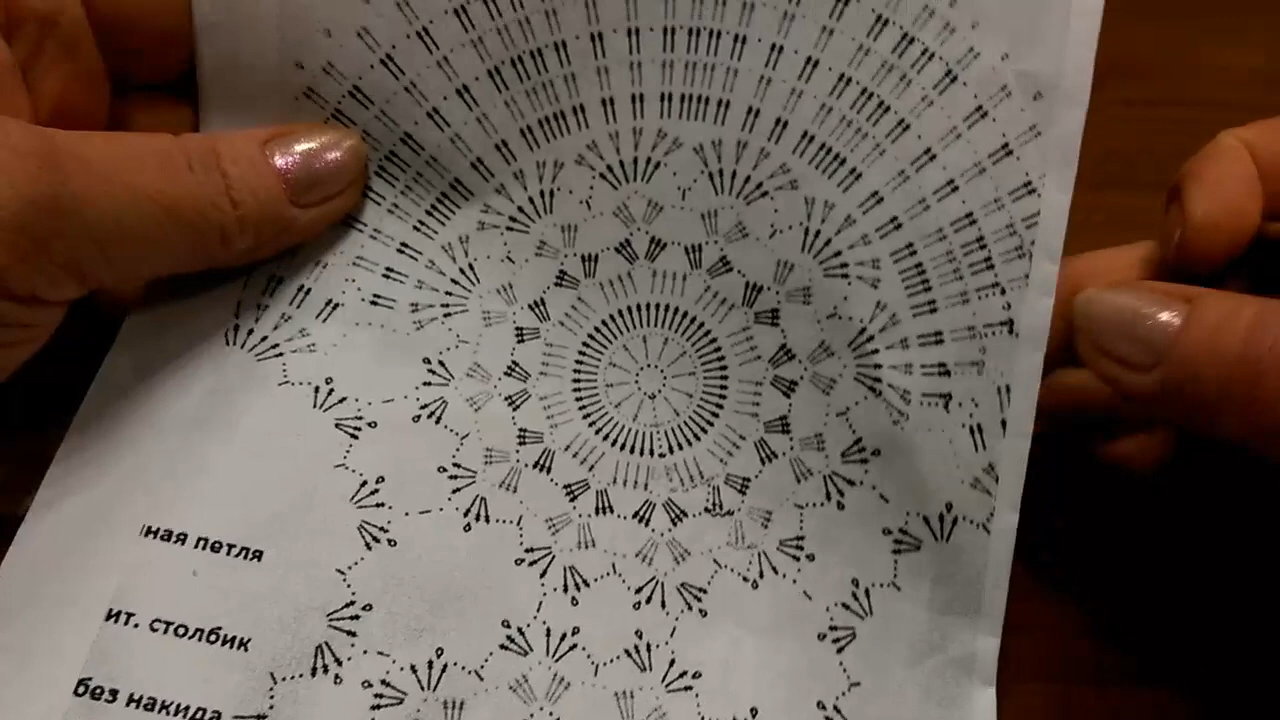 ная петля
ит. столбик
без накида